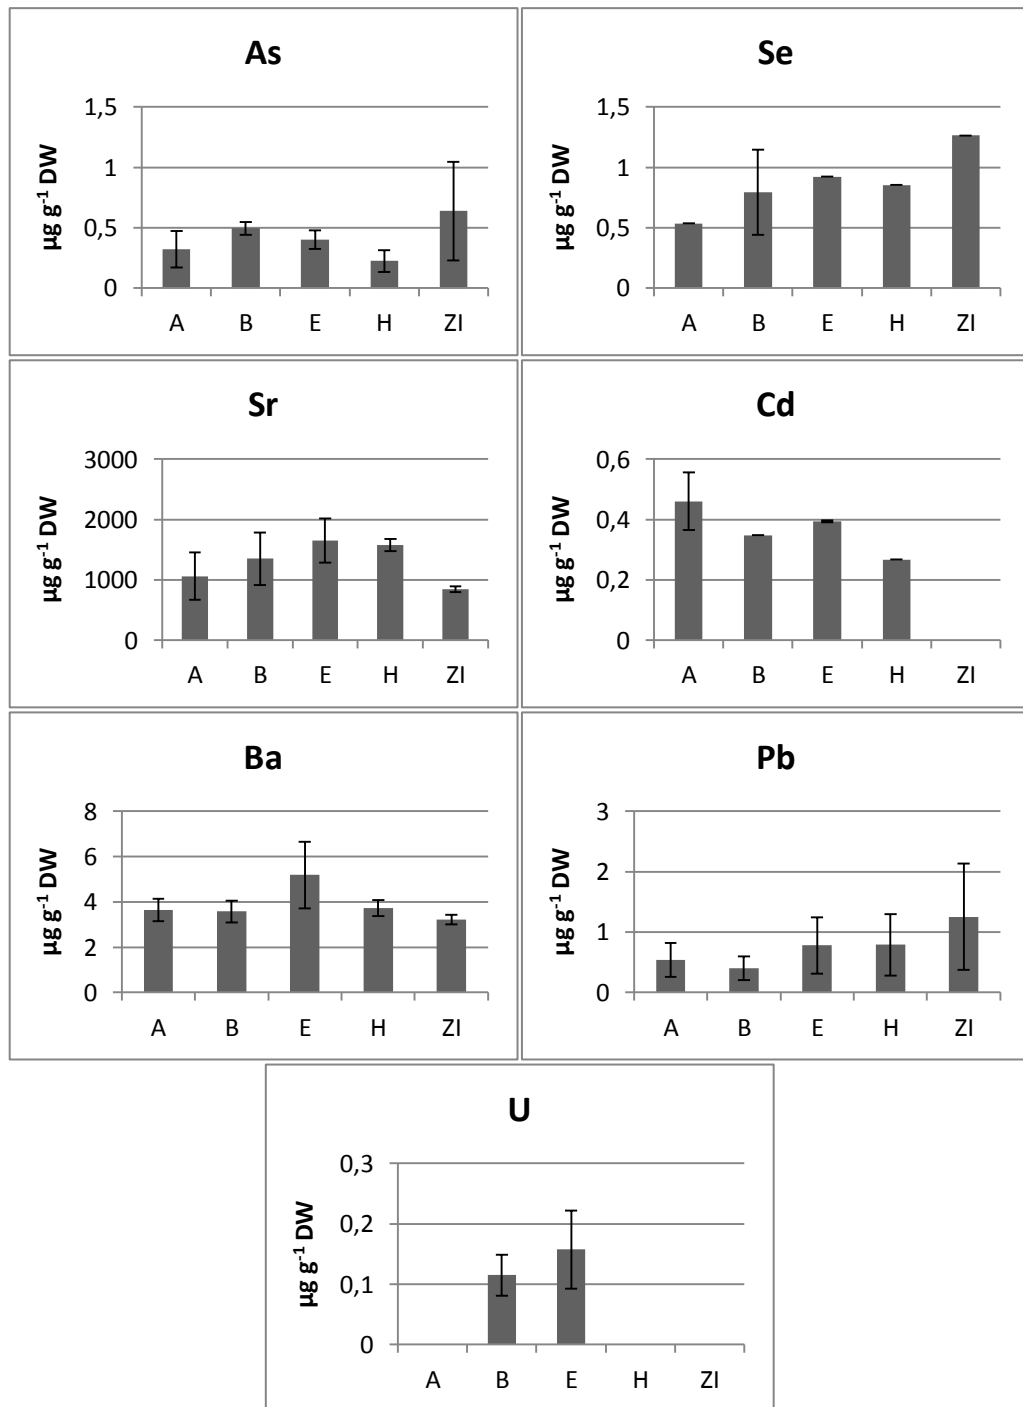 As
1,5
1
0,5
0
µg g⁻¹ DW
A B E H ZI
Se
1,5
1
0,5
0
µg g⁻¹ DW
A B E H ZI
Sr
3000
2000
1000
0
µg g⁻¹ DW
A B E H ZI
Cd
0,6
0,4
0,2
0
µg g⁻¹ DW
A B E H ZI
Ba
8
6
4
2
0
µg g⁻¹ DW
A B E H ZI
Pb
3
2
1
0
µg g⁻¹ DW
A B E H ZI
U
0,3
0,2
0,1
0
µg g⁻¹ DW
A B E H ZI